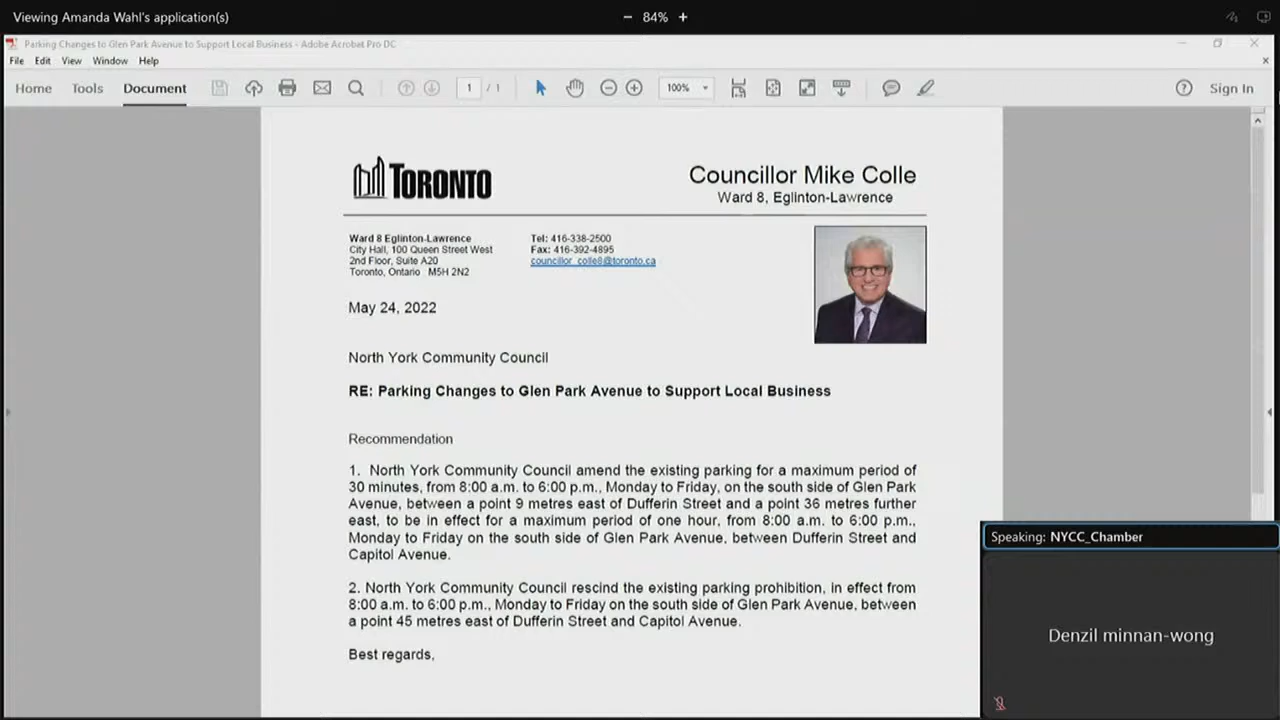 Viewing Amanda Wahl's application(s)
− 84% +
Parking Changes to Glen Park Avenue to Support Local Business - Adobe Acrobat Pro DC
File Edit View Window Help
Home Tools Document 1 / 1 100% Sign In
TORONTO
Councillor Mike Colle
Ward 8, Eglinton-Lawrence
Ward 8 Eglinton-Lawrence
City Hall, 100 Queen Street West
2nd Floor, Suite A20
Toronto, Ontario M5H 2N2
Tel: 416-338-2500
Fax: 416-392-4895
councillor_colle8@toronto.ca
May 24, 2022
North York Community Council
RE: Parking Changes to Glen Park Avenue to Support Local Business
Recommendation
1. North York Community Council amend the existing parking for a maximum period of
30 minutes, from 8:00 a.m. to 6:00 p.m., Monday to Friday, on the south side of Glen Park
Avenue, between a point 9 metres east of Dufferin Street and a point 36 metres further
east, to be in effect for a maximum period of one hour, from 8:00 a.m. to 6:00 p.m.,
Monday to Friday on the south side of Glen Park Avenue, between Dufferin Street and
Capitol Avenue.
2. North York Community Council rescind the existing parking prohibition, in effect from
8:00 a.m. to 6:00 p.m., Monday to Friday on the south side of Glen Park Avenue, between
a point 45 metres east of Dufferin Street and Capitol Avenue.
Best regards,
Speaking: NYCC_Chamber
Denzil minnan-wong